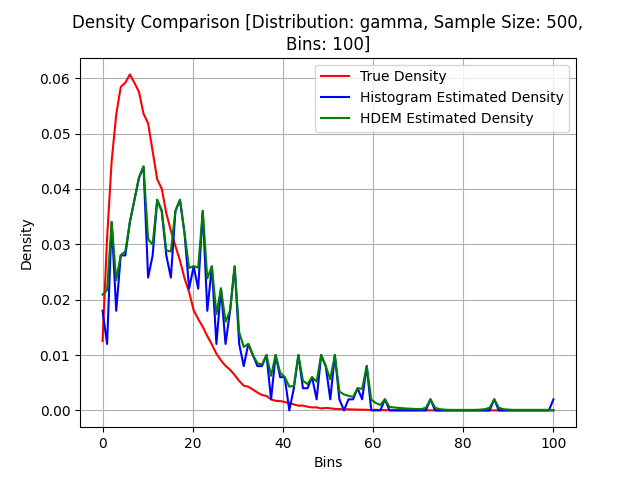 Density Comparison [Distribution: gamma, Sample Size: 500,
Bins: 100]
True Density
Histogram Estimated Density
HDEM Estimated Density
Density
0.06
0.05
0.04
0.03
0.02
0.01
0.00
0 20 40 60 80 100
Bins